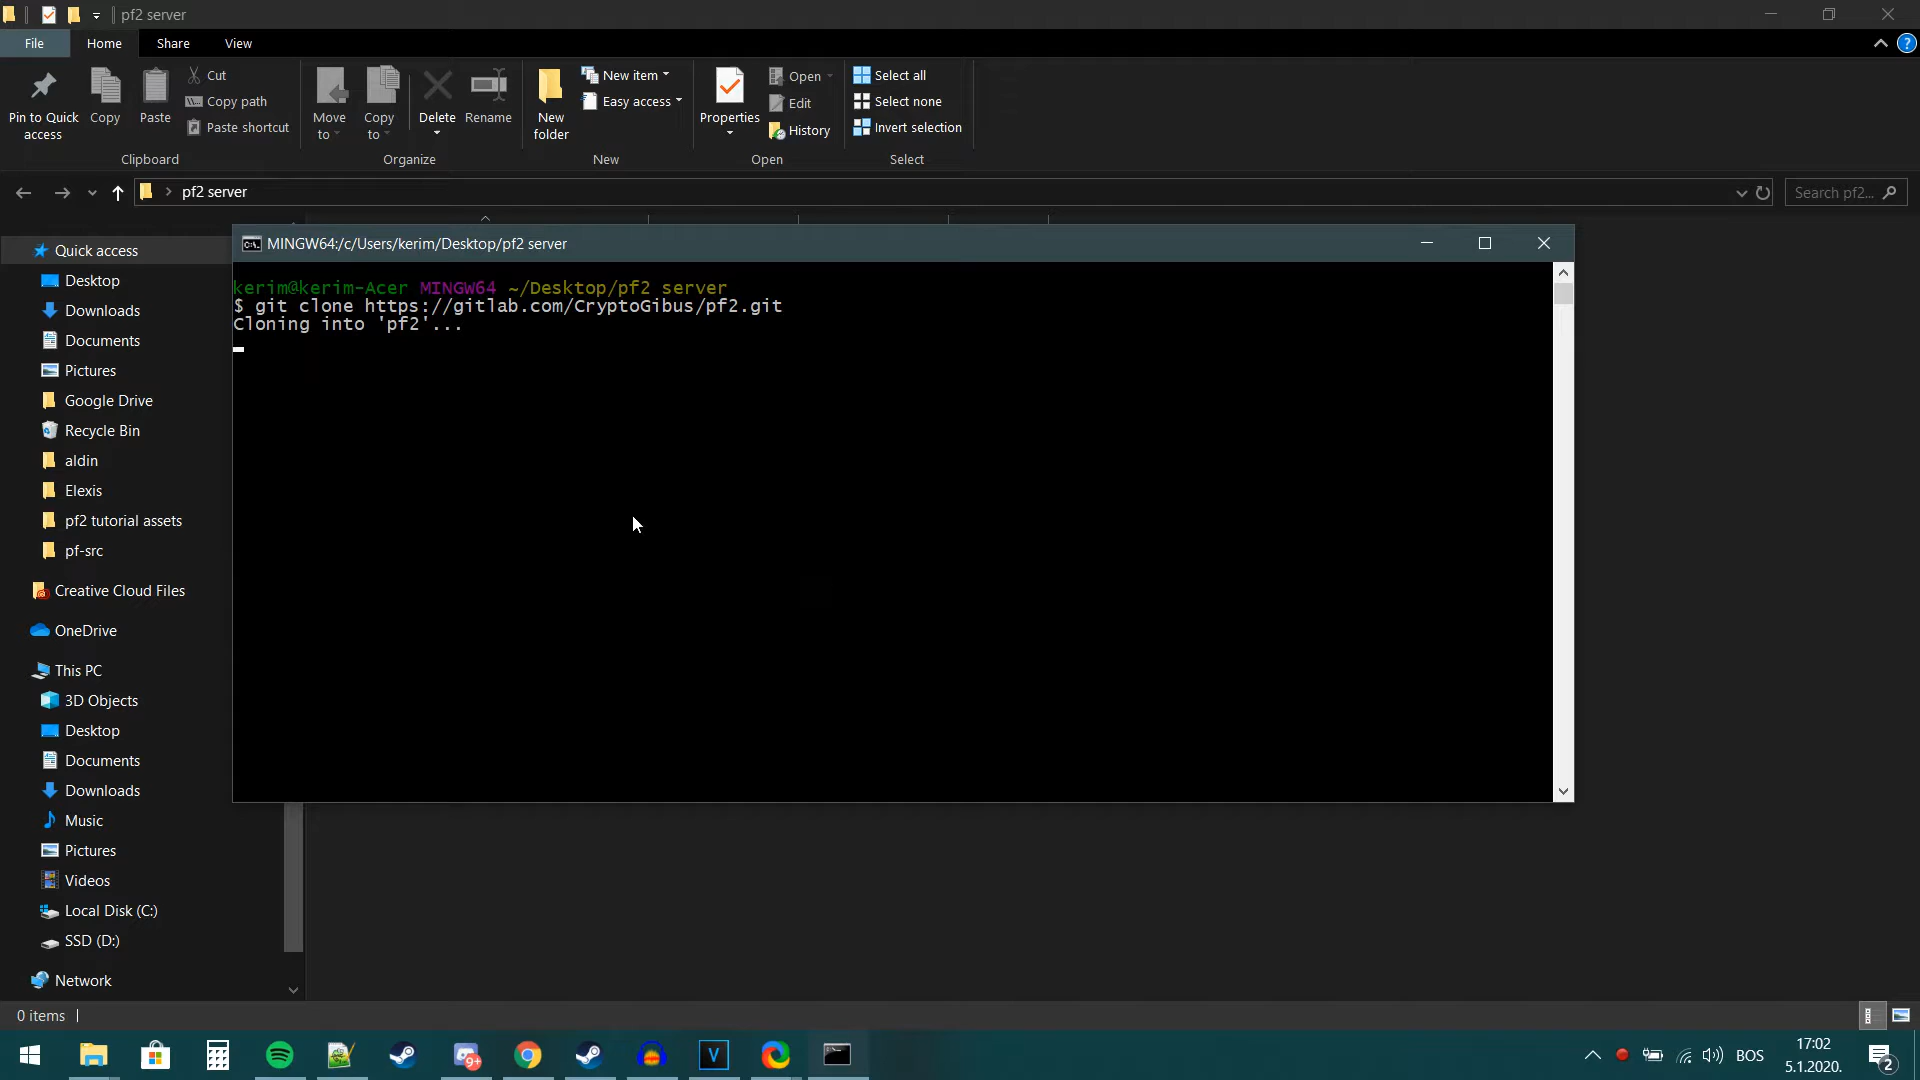 pf2 server
File Home Share View
Pin to Quick access
Copy
Paste
Cut
Copy path
Paste shortcut
Clipboard
Move to
Copy to
Delete
Rename
Organize
New folder
New item
Easy access
New
Properties
Open
Edit
History
Open
Select all
Select none
Invert selection
Select
pf2 server
Search pf2...
Quick access
Desktop
Downloads
Documents
Pictures
Google Drive
Recycle Bin
aldin
Elexis
pf2 tutorial assets
pf-src
Creative Cloud Files
OneDrive
This PC
3D Objects
Desktop
Documents
Downloads
Music
Pictures
Videos
Local Disk (C:)
SSD (D:)
Network
MINGW64:/c/Users/kerim/Desktop/pf2 server
kerim@kerim-Acer MINGW64 ~/Desktop/pf2 server
$ git clone https://gitlab.com/CryptoGibus/pf2.git
Cloning into 'pf2'...
0 items
9+
V
BOS
17:02
5.1.2020.
2